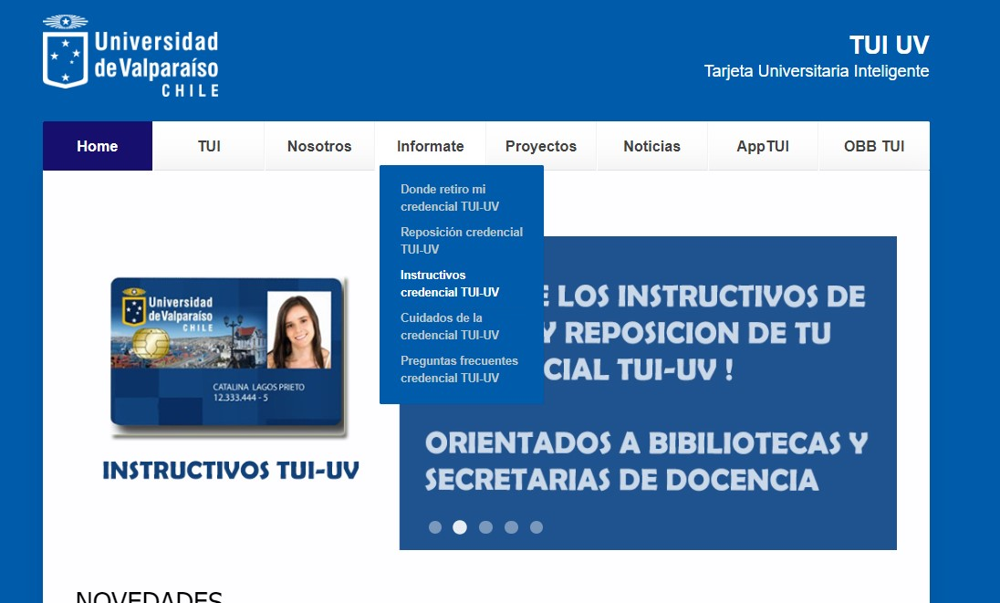 Universidad
de Valparaíso
CHILE
TUI UV
Tarjeta Universitaria Inteligente
Home TUI Nosotros Informate Proyectos Noticias AppTUI OBB TUI
Donde retiro mi
credencial TUI-UV
Reposición credencial
TUI-UV
Instructivos
credencial TUI-UV
Cuidados de la
credencial TUI-UV
Preguntas frecuentes
credencial TUI-UV
Universidad
de Valparaíso
CHILE
CATALINA LAGOS PRIETO
12.333.444 - 5
INSTRUCTIVOS TUI-UV
E LOS INSTRUCTIVOS DE
Y REPOSICION DE TU
CIAL TUI-UV !
ORIENTADOS A BIBILIOTECAS Y
SECRETARIAS DE DOCENCIA
NOVEDADES